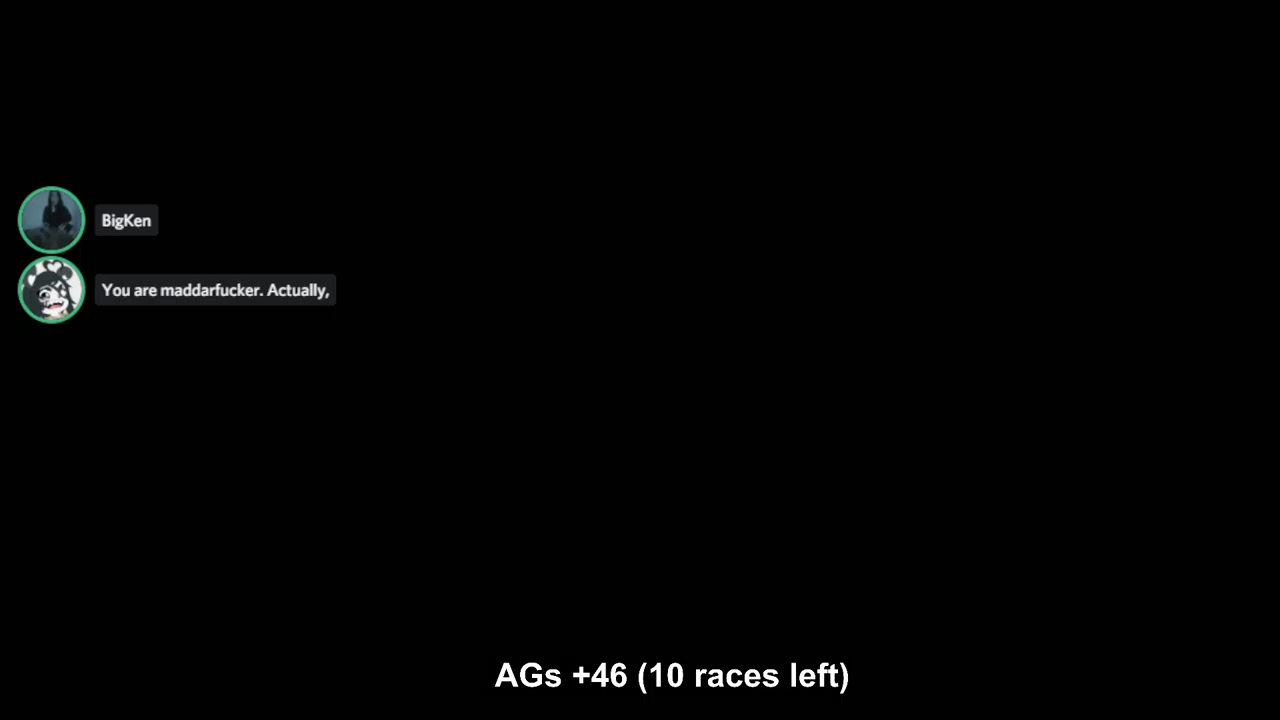 BigKen
You are maddarfucker. Actually,
AGs +46 (10 races left)